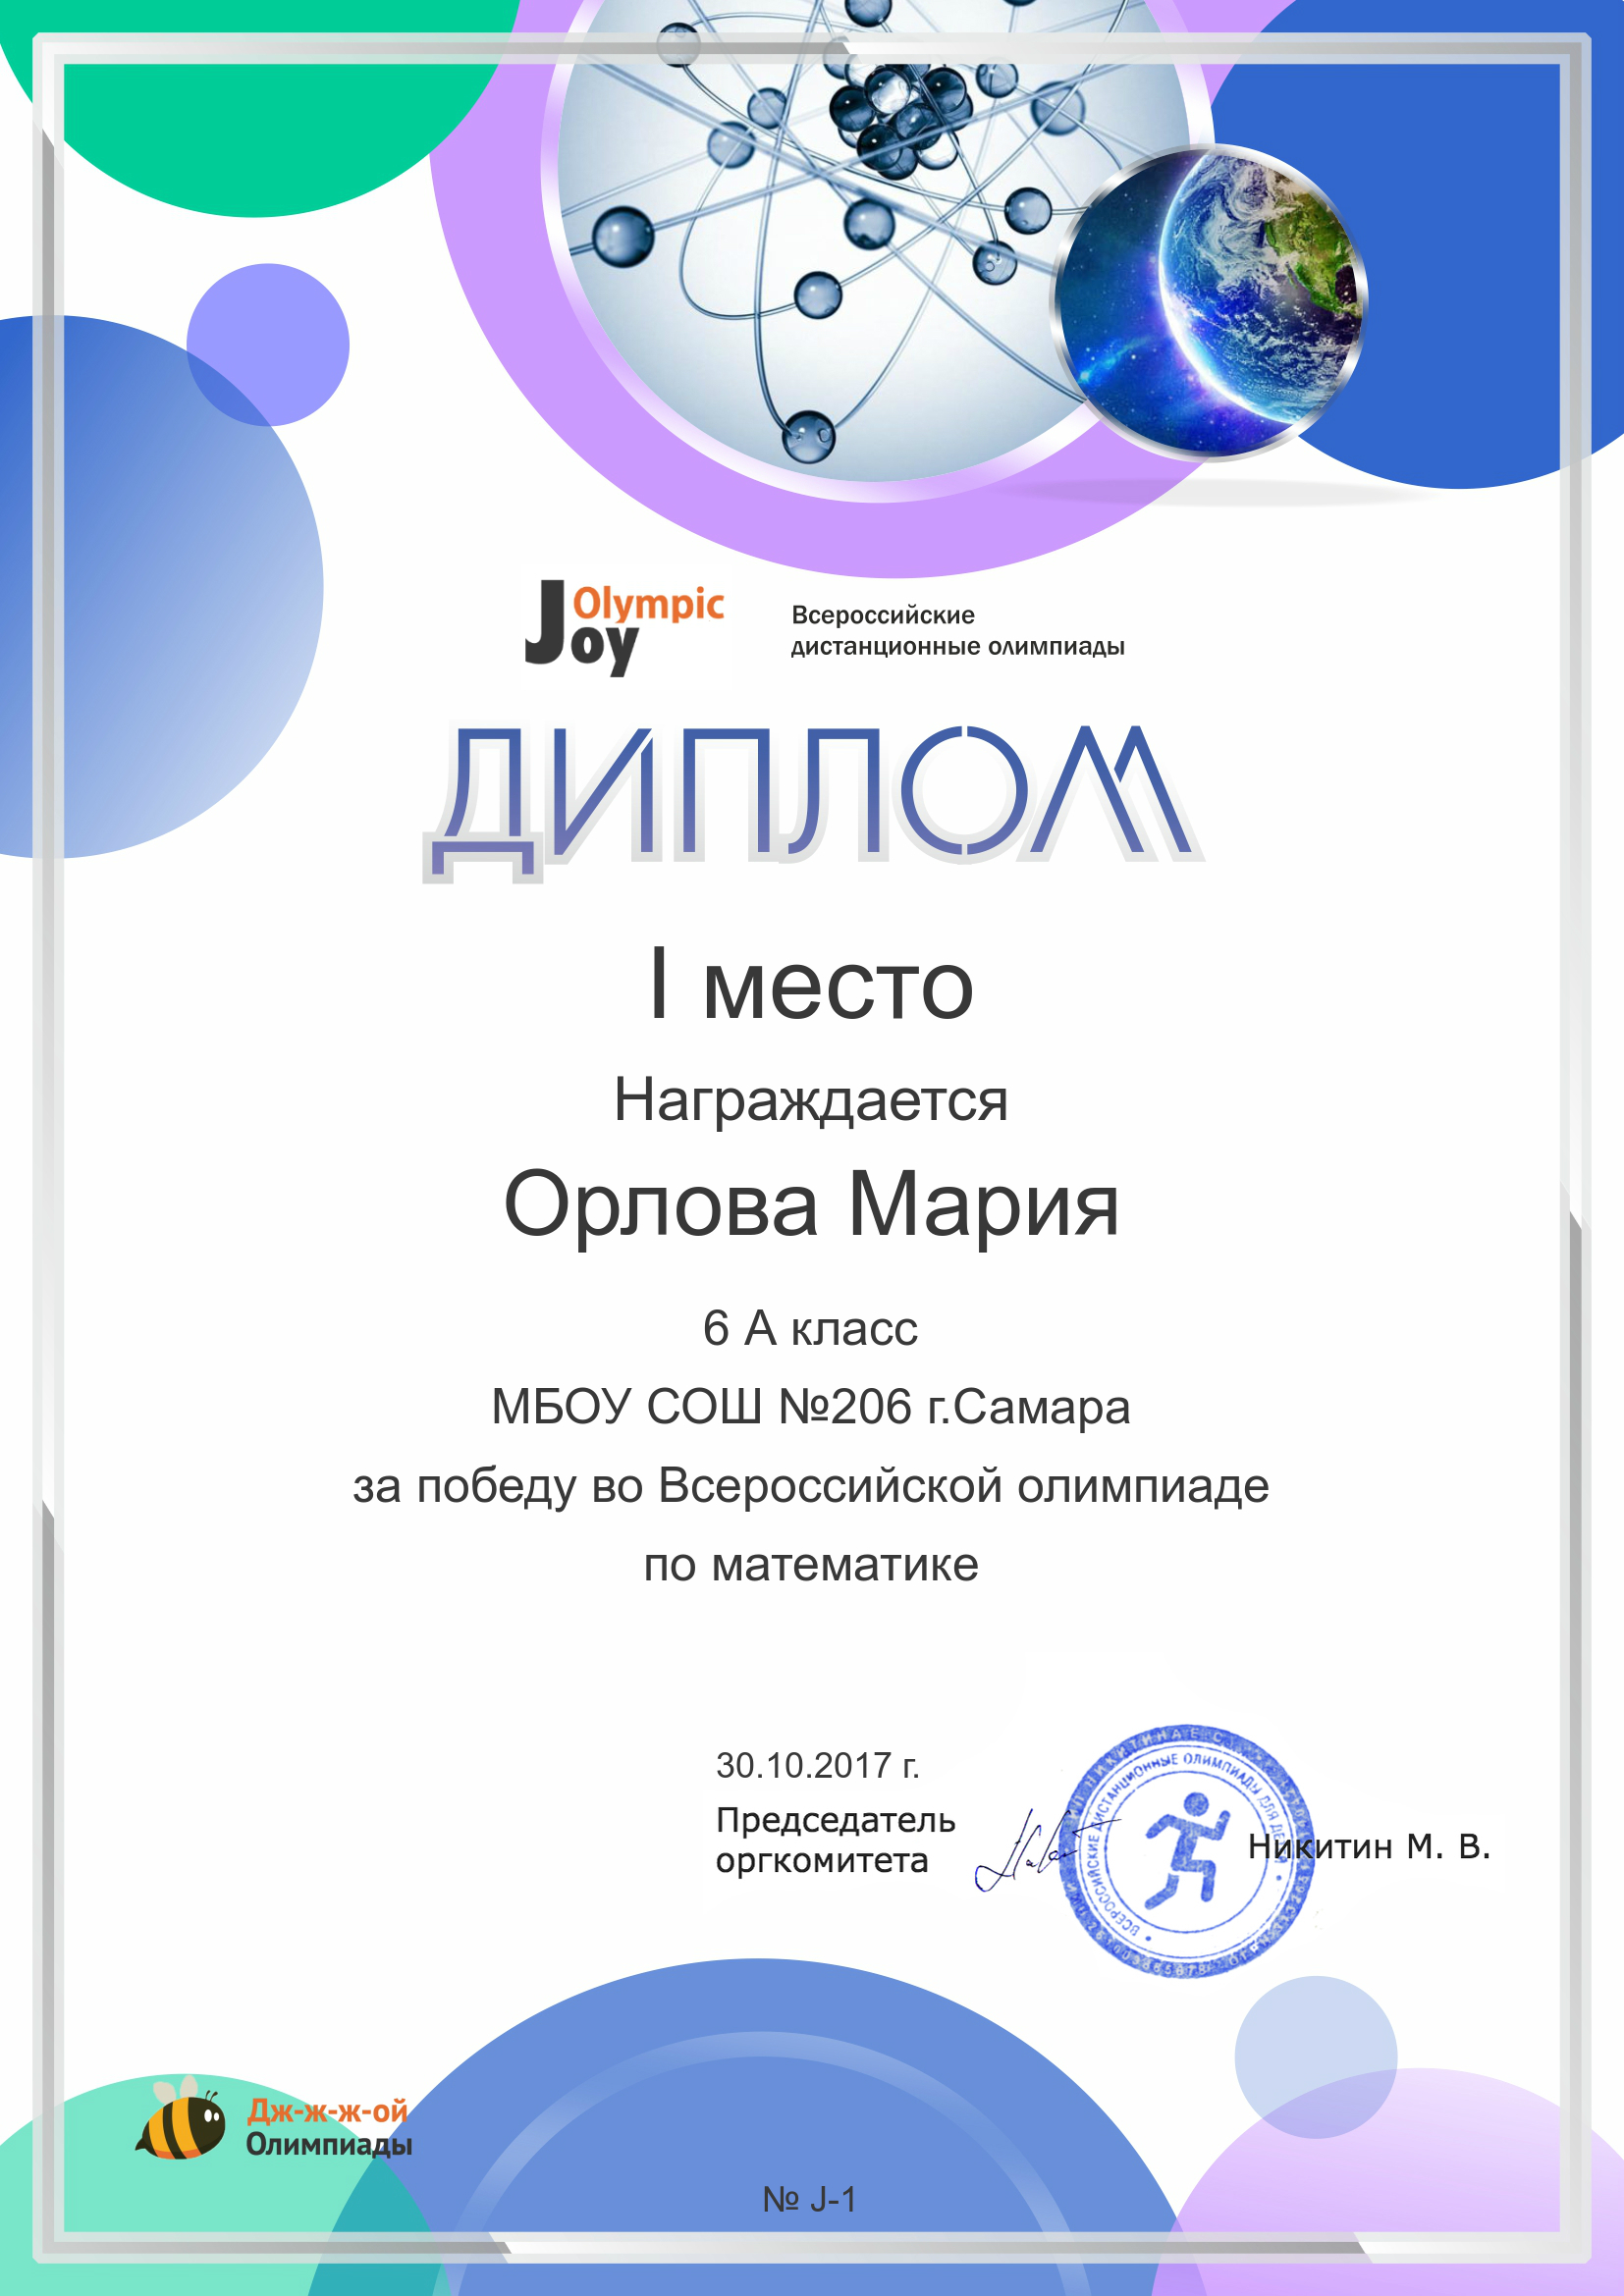 Joy Olympic
Всероссийские
дистанционные олимпиады
ДИПЛОМ
I место
Награждается
Орлова Мария
6 А класс
МБОУ СОШ №206 г.Самара
за победу во Всероссийской олимпиаде
по математике
30.10.2017 г.
Председатель
оргкомитета
Никитин М. В.
ВСЕРОССИЙСКИЕ ДИСТАНЦИОННЫЕ ОЛИМПИАДЫ ДЛЯ
Дж-ж-ж-ой
Олимпиады
№ J-1